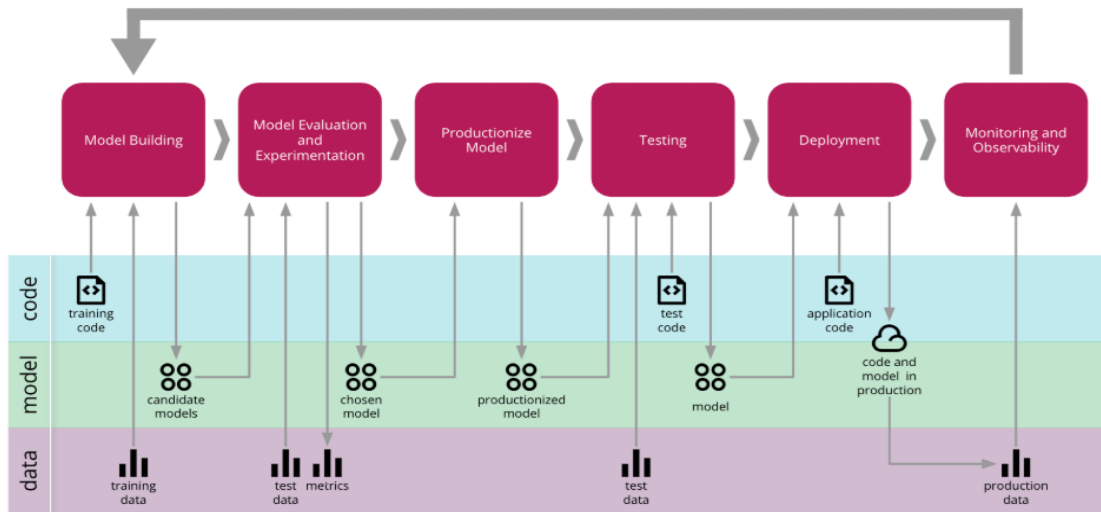 Model Building
Model Evaluation
and
Experimentation
Productionize
Model
Testing
Deployment
Monitoring and
Observability
code
training
code
test
code
application
code
model
candidate
models
chosen
model
productionized
model
model
code and
model in
production
data
training
data
test
data
metrics
test
data
production
data